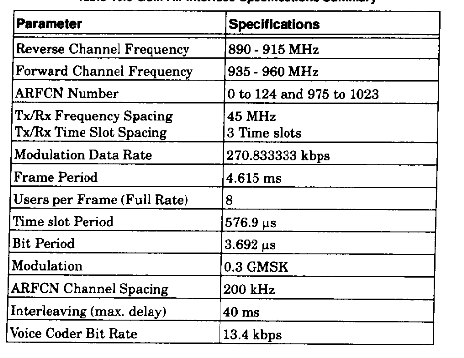 Parameter Specifications
Reverse Channel Frequency 890 - 915 MHz
Forward Channel Frequency 935 - 960 MHz
ARFCN Number 0 to 124 and 975 to 1023
Tx/Rx Frequency Spacing 45 MHz
Tx/Rx Time Slot Spacing 3 Time slots
Modulation Data Rate 270.833333 kbps
Frame Period 4.615 ms
Users per Frame (Full Rate) 8
Time slot Period 576.9 μs
Bit Period 3.692 μs
Modulation 0.3 GMSK
ARFCN Channel Spacing 200 kHz
Interleaving (max. delay) 40 ms
Voice Coder Bit Rate 13.4 kbps